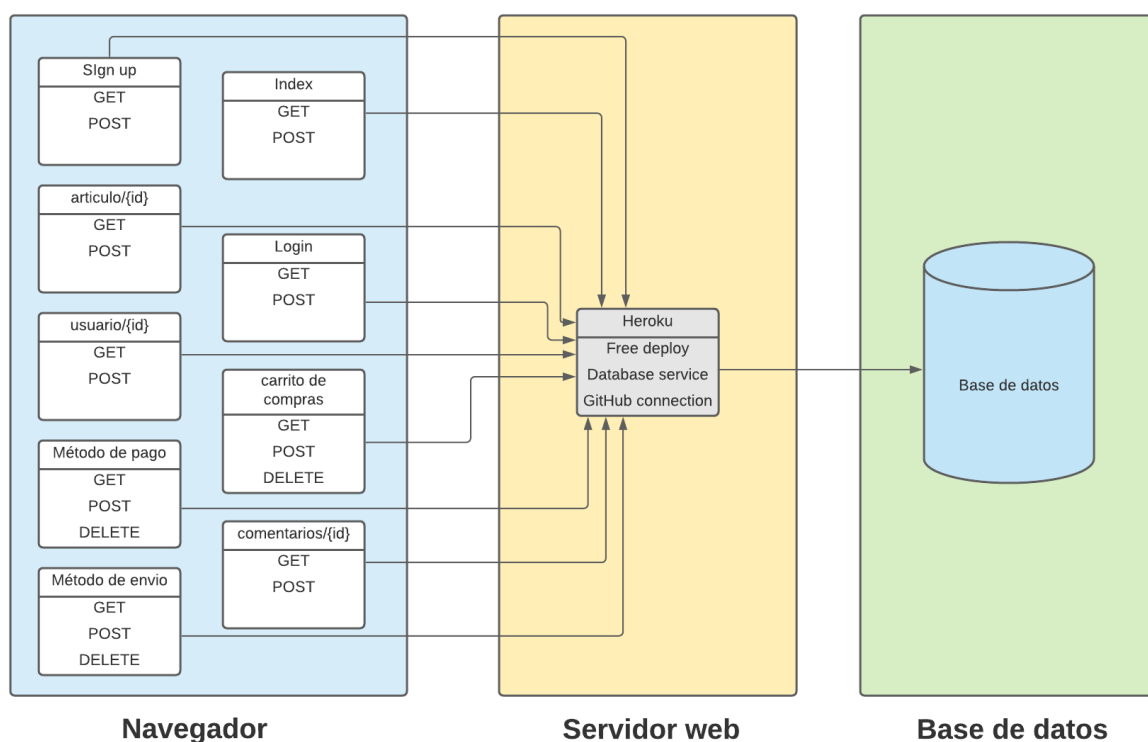 SIgn up
GET
POST
Index
GET
POST
articulo/{id}
GET
POST
Login
GET
POST
usuario/{id}
GET
POST
carrito de
compras
GET
POST
DELETE
Método de pago
GET
POST
DELETE
comentarios/{id}
GET
POST
Método de envio
GET
POST
DELETE
Navegador
Heroku
Free deploy
Database service
GitHub connection
Servidor web
Base de datos
Base de datos